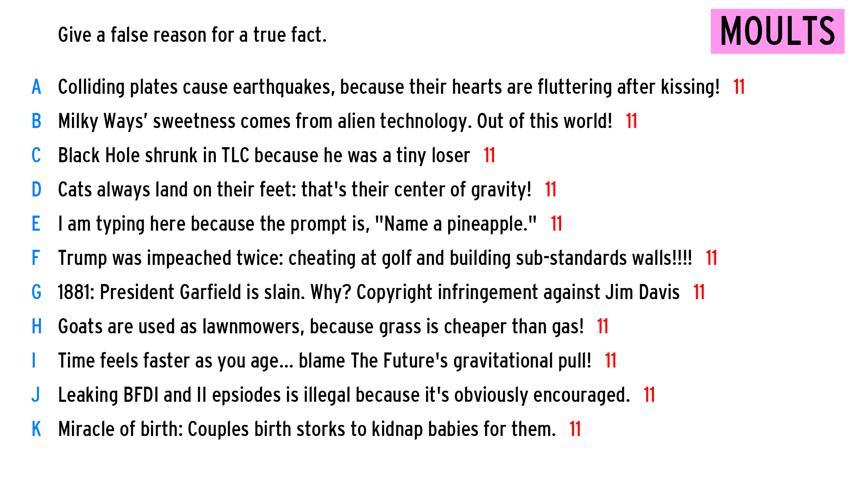 Give a false reason for a true fact.
MOULTS
A Colliding plates cause earthquakes, because their hearts are fluttering after kissing! 11
B Milky Ways' sweetness comes from alien technology. Out of this world! 11
C Black Hole shrunk in TLC because he was a tiny loser 11
D Cats always land on their feet: that's their center of gravity! 11
E I am typing here because the prompt is, "Name a pineapple." 11
F Trump was impeached twice: cheating at golf and building sub-standards walls!!!! 11
G 1881: President Garfield is slain. Why? Copyright infringement against Jim Davis 11
H Goats are used as lawnmowers, because grass is cheaper than gas! 11
I Time feels faster as you age... blame The Future's gravitational pull! 11
J Leaking BFDI and II epsiodes is illegal because it's obviously encouraged. 11
K Miracle of birth: Couples birth storks to kidnap babies for them. 11